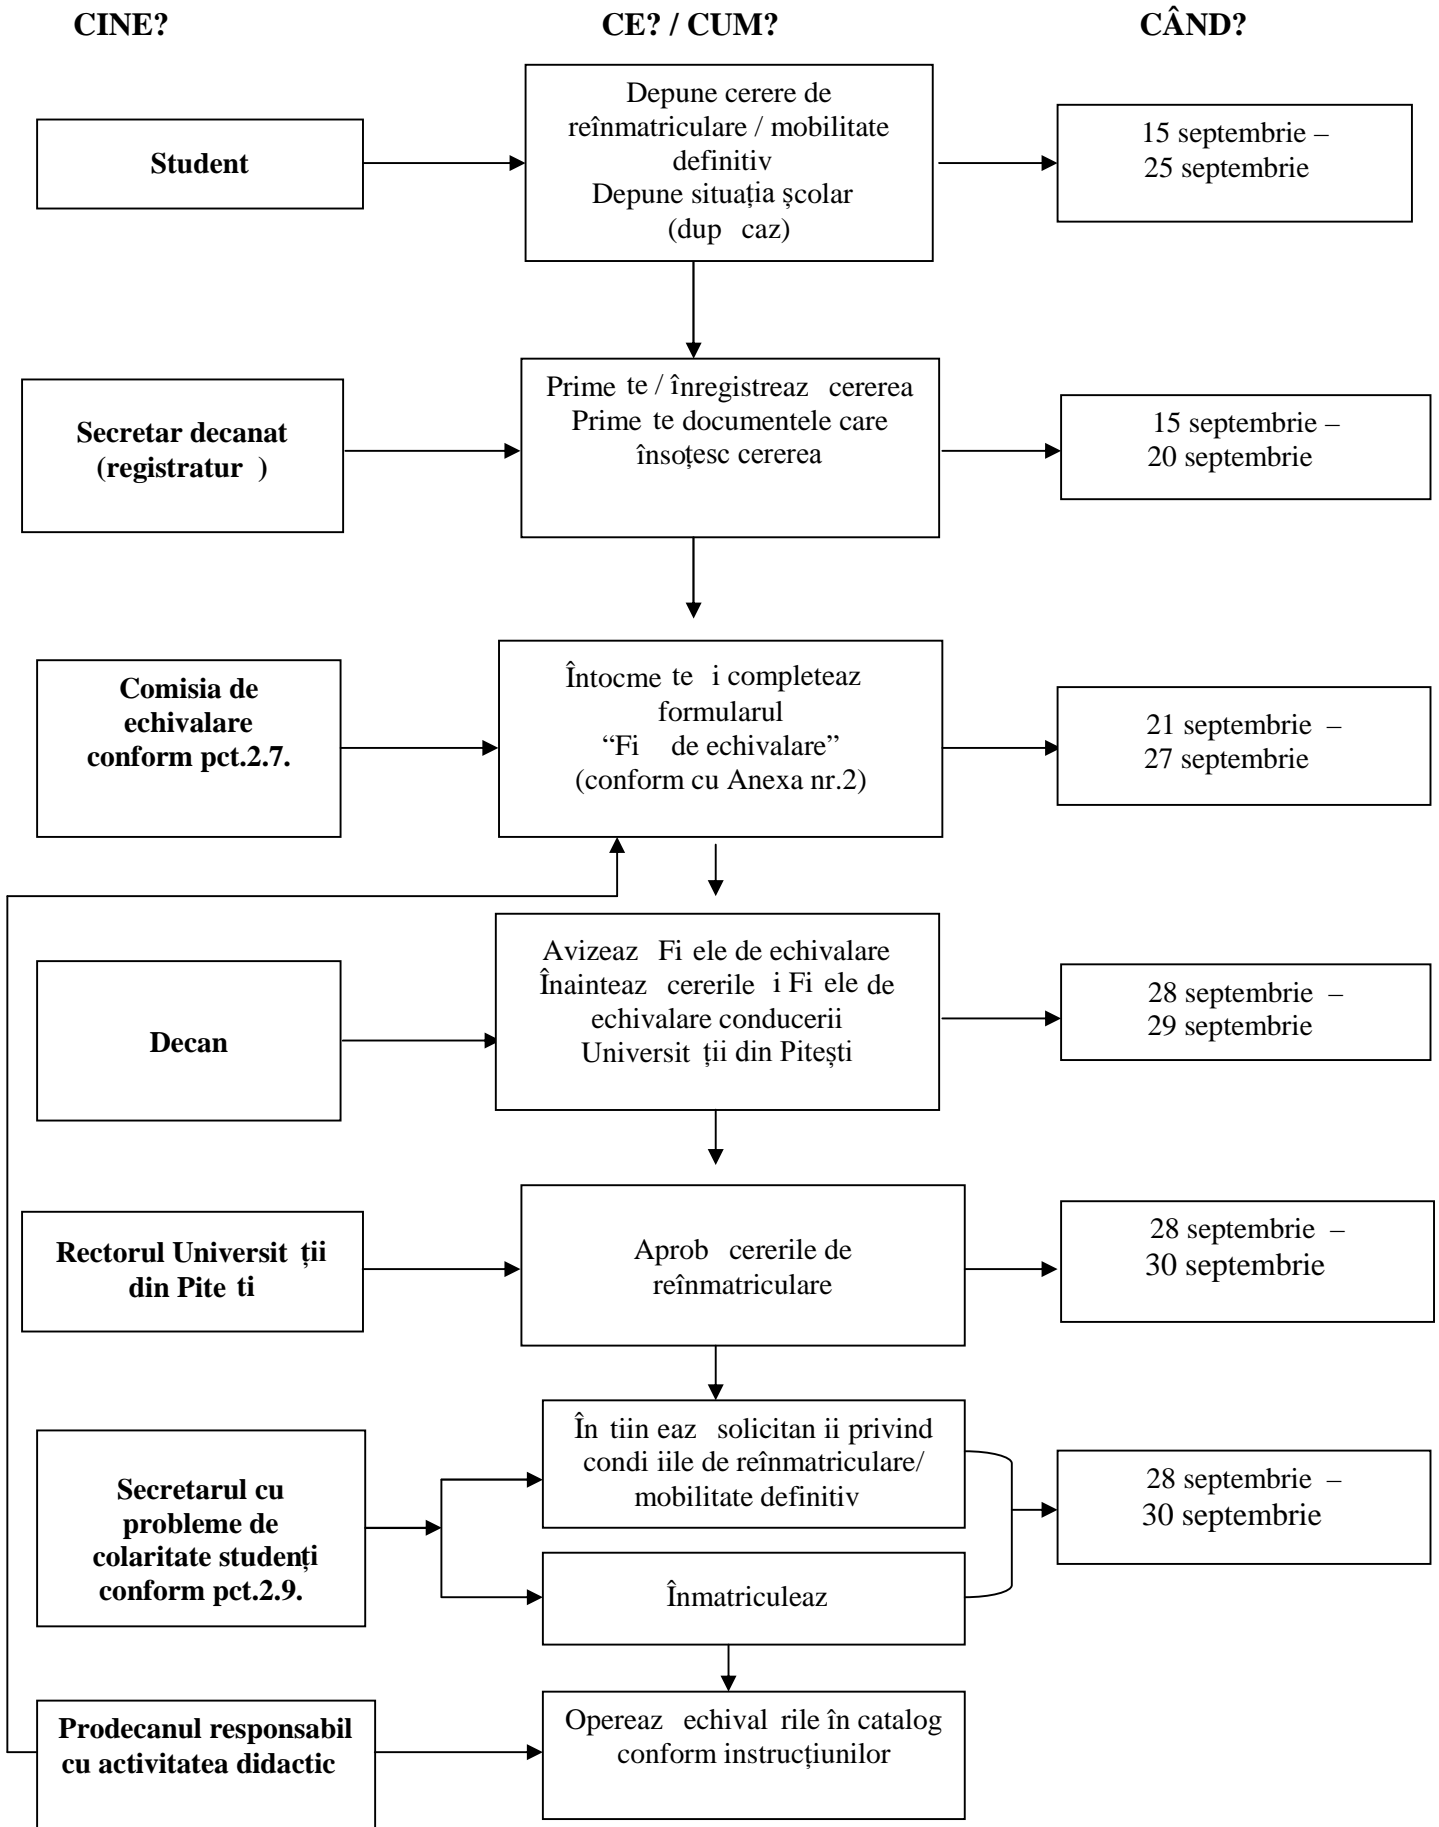 CINE?
CE? / CUM?
CÂND?
Student
Depune cerere de
reînmatriculare / mobilitate
definitiv
Depune situația școlar
(dup caz)
15 septembrie –
25 septembrie
Secretar decanat
(registratur )
Prime te / înregistreaz cererea
Prime te documentele care
însoțesc cererea
15 septembrie –
20 septembrie
Comisia de
echivalare
conform pct.2.7.
Întocme te i completeaz
formularul
“Fi de echivalare”
(conform cu Anexa nr.2)
21 septembrie –
27 septembrie
Decan
Avizeaz Fi ele de echivalare
Înainteaz cererile i Fi ele de
echivalare conducerii
Universit ții din Pitești
28 septembrie –
29 septembrie
Rectorul Universit ții
din Pite ti
Aprob cererile de
reînmatriculare
28 septembrie –
30 septembrie
Secretarul cu
probleme de
colaritate studenți
conform pct.2.9.
În tiin eaz solicitan ii privind
condi iile de reînmatriculare/
mobilitate definitiv
Înmatriculeaz
28 septembrie –
30 septembrie
Prodecanul responsabil
cu activitatea didactic
Opereaz echival rile în catalog
conform instrucțiunilor